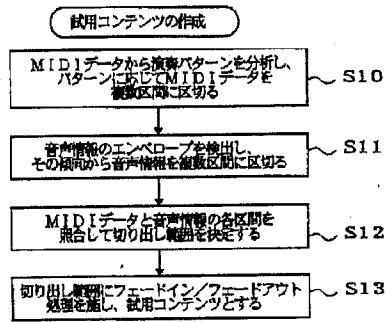 試用コンテンツの作成
MIDIデータから演奏パターンを分析し、
パターンに応じてMIDIデータを
複数区間に区切る
S10
音声情報のエンベロープを検出し、
その傾向から音声情報を複数区間に区切る
S11
MIDIデータと音声情報の各区間を
照合して切り出し範囲を決定する
S12
切り出し範囲にフェードイン/フェードアウト
処理を施し、試用コンテンツとする
S13